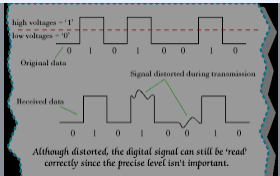 high voltages = '1'
low voltages = '0'
0 1 0 1 0 0 1 0
Original data
Signal distorted during transmission
Received data
0 1 0 1 0 0 1 0
Although distorted, the digital signal can still be 'read'
correctly since the precise level isn't important.